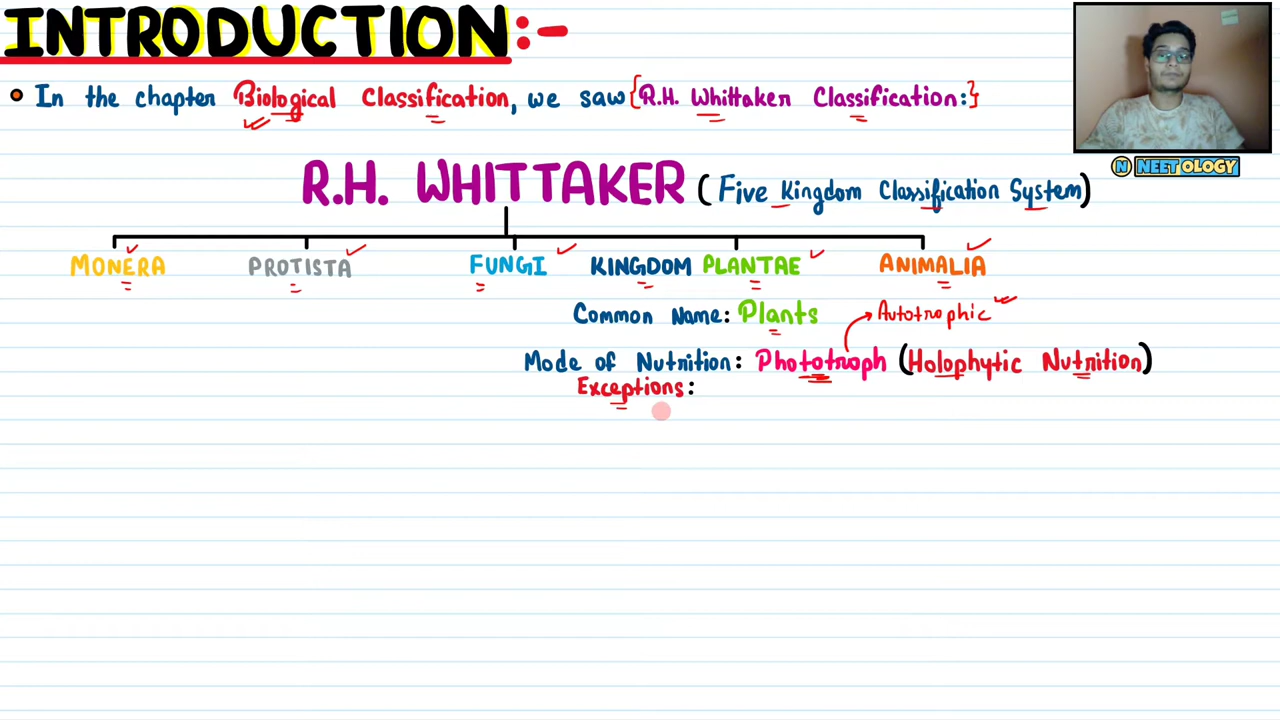 INTRODUCTION:-
In the chapter Biological Classification, we saw {R.H. Whittaker Classification:}
N NEETOLOGY
R.H. WHITTAKER (Five Kingdom Classification System)
MONERA PROTISTA FUNGI KINGDOM PLANTAE ANIMALIA
Common Name: Plants
Autotrophic
Mode of Nutrition: Phototroph (Holophytic Nutrition)
Exceptions: